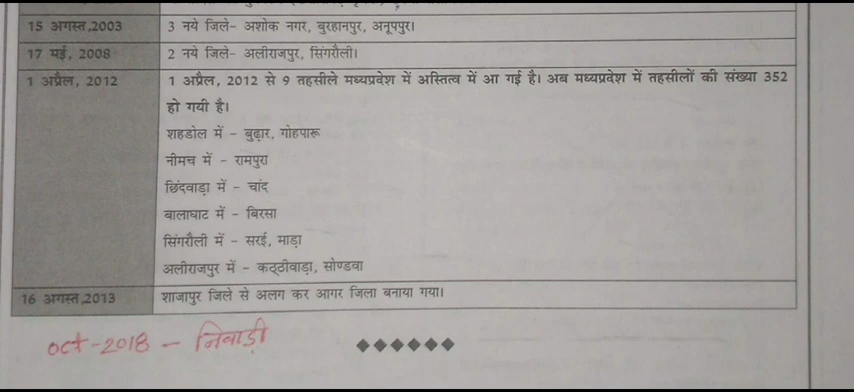 15 अगस्त,2003 3 नये जिले- अशोक नगर, बुरहानपुर, अनूपपुर।
17 मई, 2008 2 नये जिले- अलीराजपुर, सिंगरौली।
1 अप्रैल, 2012 1 अप्रैल, 2012 से 9 तहसीले मध्यप्रदेश में अस्तित्व में आ गई है। अब मध्यप्रदेश में तहसीलों की संख्या 352
हो गयी है।
शहडोल में - बुढ़ार, गोहपारू
नीमच में - रामपुरा
छिंदवाड़ा में - चांद
बालाघाट में - बिरसा
सिंगरौली में - सरई, माड़ा
अलीराजपुर में - कठ्ठीवाड़ा, सोण्डवा
16 अगस्त,2013 शाजापुर जिले से अलग कर आगर जिला बनाया गया।
oct-2018 - निवाड़ी